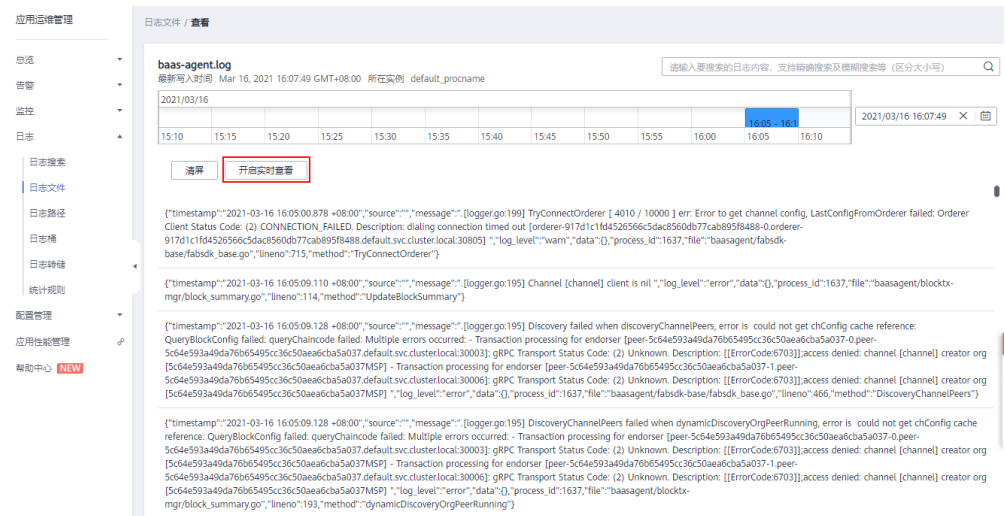 应用运维管理
日志文件 / 查看
总览
告警
监控
日志
日志搜索
日志文件
日志路径
日志桶
日志转储
统计规则
配置管理
应用性能管理
帮助中心 NEW
baas-agent.log
最新写入时间 Mar 16, 2021 16:07:49 GMT+08:00 所在实例 default_procname
请输入要搜索的日志内容，支持精确搜索及模糊搜索等（区分大小写）
2021/03/16
16:05 - 16:1
15:10 15:15 15:20 15:25 15:30 15:35 15:40 15:45 15:50 15:55 16:00 16:05 16:10
2021/03/16 16:07:49
清屏 开启实时查看
{"timestamp":"2021-03-16 16:05:00.878 +08:00","source":"","message":".[logger.go:199] TryConnectOrderer [ 4010 / 10000 ] err: Error to get channel config, LastConfigFromOrderer failed: Orderer
Client Status Code: (2) CONNECTION_FAILED. Description: dialing connection timed out [orderer-917d1c1fd4526566c5dac8560db77cab895f8488-0.orderer-
917d1c1fd4526566c5dac8560db77cab895f8488.default.svc.cluster.local:30805] ","log_level":"warn","data":{},"process_id":1637,"file":"baasagent/fabsdk-
base/fabsdk_base.go","lineno":715,"method":"TryConnectOrderer"}
{"timestamp":"2021-03-16 16:05:09.110 +08:00","source":"","message":".[logger.go:195] Channel [channel] client is nil ","log_level":"error","data":{},"process_id":1637,"file":"baasagent/blocktx-
mgr/block_summary.go","lineno":114,"method":"UpdateBlockSummary"}
{"timestamp":"2021-03-16 16:05:09.128 +08:00","source":"","message":".[logger.go:195] Discovery failed when discoveryChannelPeers, error is could not get chConfig cache reference:
QueryBlockConfig failed: queryChaincode failed: Multiple errors occurred: - Transaction processing for endorser [peer-5c64e593a49da76b65495cc36c50aea6cba5a037-0.peer-
5c64e593a49da76b65495cc36c50aea6cba5a037.default.svc.cluster.local:30003]: gRPC Transport Status Code: (2) Unknown. Description: [[ErrorCode:6703]];access denied: channel [channel] creator org
[5c64e593a49da76b65495cc36c50aea6cba5a037MSP] - Transaction processing for endorser [peer-5c64e593a49da76b65495cc36c50aea6cba5a037-1.peer-
5c64e593a49da76b65495cc36c50aea6cba5a037.default.svc.cluster.local:30006]: gRPC Transport Status Code: (2) Unknown. Description: [[ErrorCode:6703]];access denied: channel [channel] creator org
[5c64e593a49da76b65495cc36c50aea6cba5a037MSP] ","log_level":"error","data":{},"process_id":1637,"file":"baasagent/fabsdk-base/fabsdk_base.go","lineno":466,"method":"DiscoveryChannelPeers"}
{"timestamp":"2021-03-16 16:05:09.128 +08:00","source":"","message":".[logger.go:195] DiscoveryChannelPeers failed when dynamicDiscoveryOrgPeerRunning, error is could not get chConfig cache
reference: QueryBlockConfig failed: queryChaincode failed: Multiple errors occurred: - Transaction processing for endorser [peer-5c64e593a49da76b65495cc36c50aea6cba5a037-0.peer-
5c64e593a49da76b65495cc36c50aea6cba5a037.default.svc.cluster.local:30003]: gRPC Transport Status Code: (2) Unknown. Description: [[ErrorCode:6703]];access denied: channel [channel] creator org
[5c64e593a49da76b65495cc36c50aea6cba5a037MSP] - Transaction processing for endorser [peer-5c64e593a49da76b65495cc36c50aea6cba5a037-1.peer-
5c64e593a49da76b65495cc36c50aea6cba5a037.default.svc.cluster.local:30006]: gRPC Transport Status Code: (2) Unknown. Description: [[ErrorCode:6703]];access denied: channel [channel] creator org
[5c64e593a49da76b65495cc36c50aea6cba5a037MSP] ","log_level":"error","data":{},"process_id":1637,"file":"baasagent/blocktx-
mgr/block_summary.go","lineno":193,"method":"dynamicDiscoveryOrgPeerRunning"}